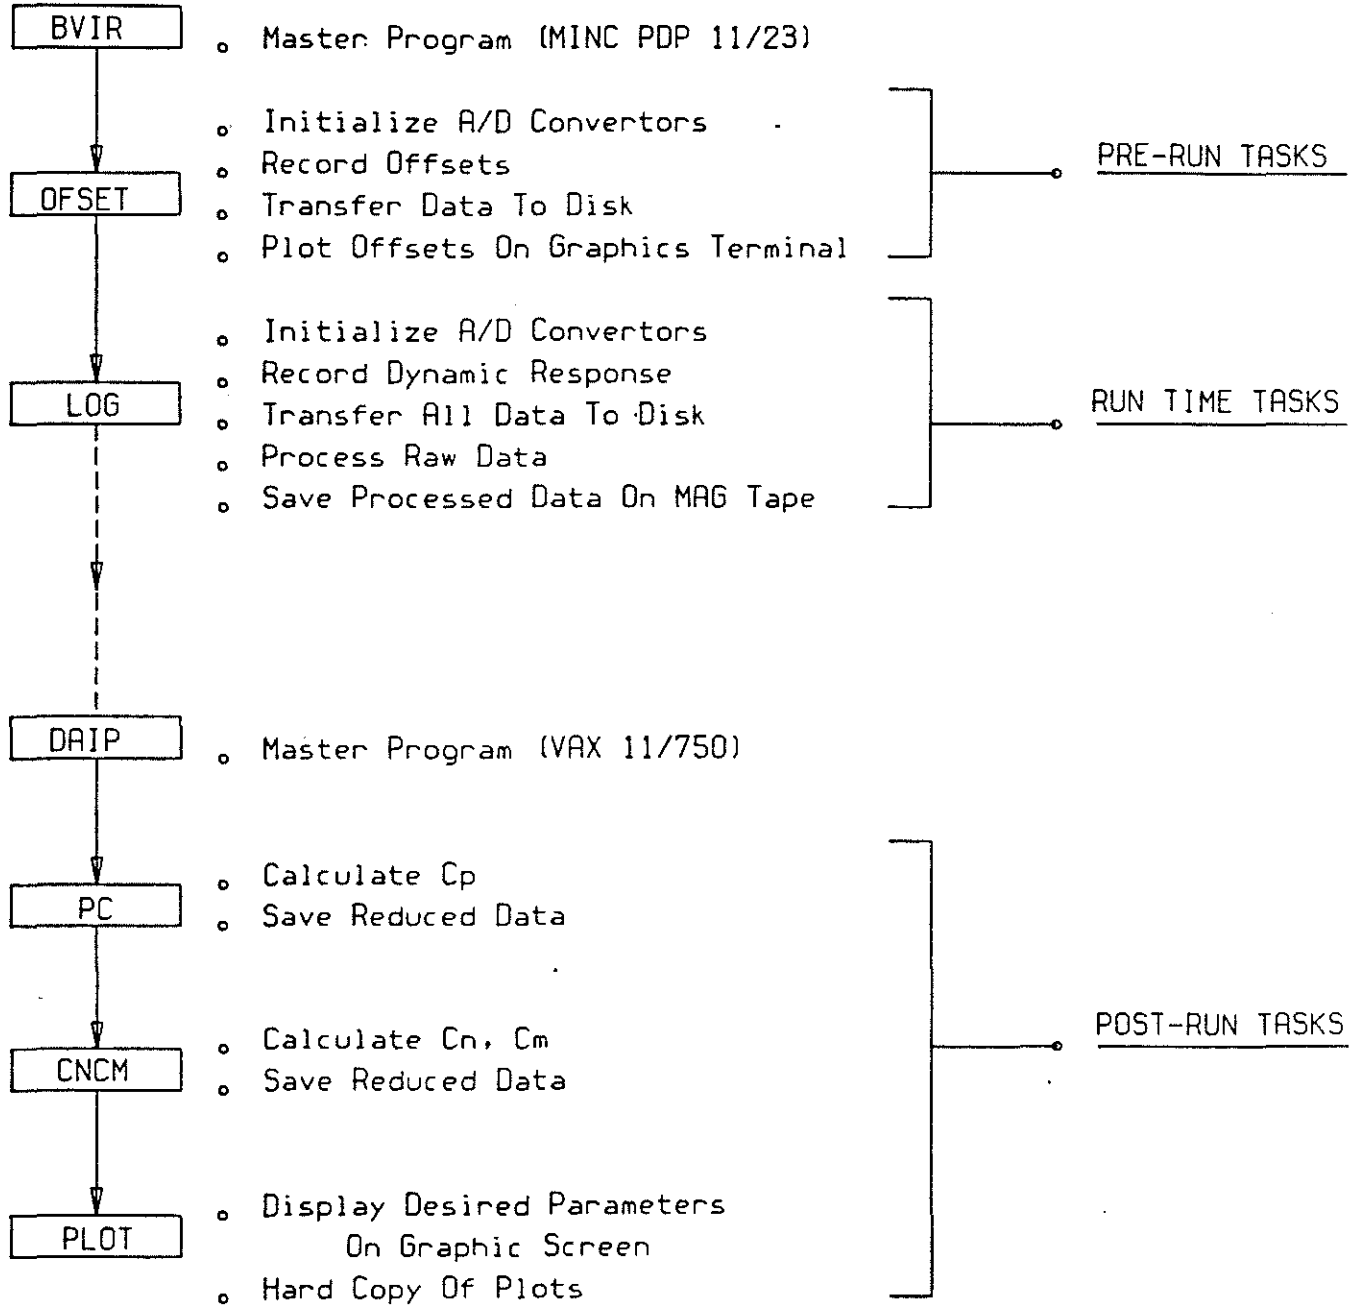 BVIR
Master Program (MINC PDP 11/23)
Initialize A/D Convertors
Record Offsets
OFSET
Transfer Data To Disk
Plot Offsets On Graphics Terminal
PRE-RUN TASKS
Initialize A/D Convertors
Record Dynamic Response
LOG
Transfer All Data To Disk
Process Raw Data
Save Processed Data On MAG Tape
RUN TIME TASKS
DAIP
Master Program (VAX 11/750)
Calculate Cp
PC
Save Reduced Data
Calculate Cn, Cm
CNCM
Save Reduced Data
POST-RUN TASKS
Display Desired Parameters
PLOT
On Graphic Screen
Hard Copy Of Plots